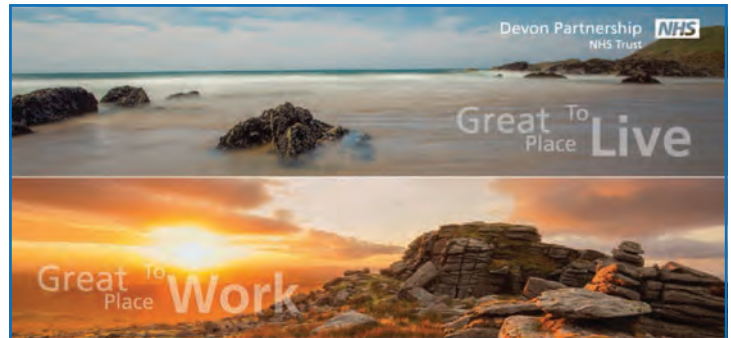 Devon Partnership NHS
NHS Trust
Great To
Place Live
Great To
Place Work